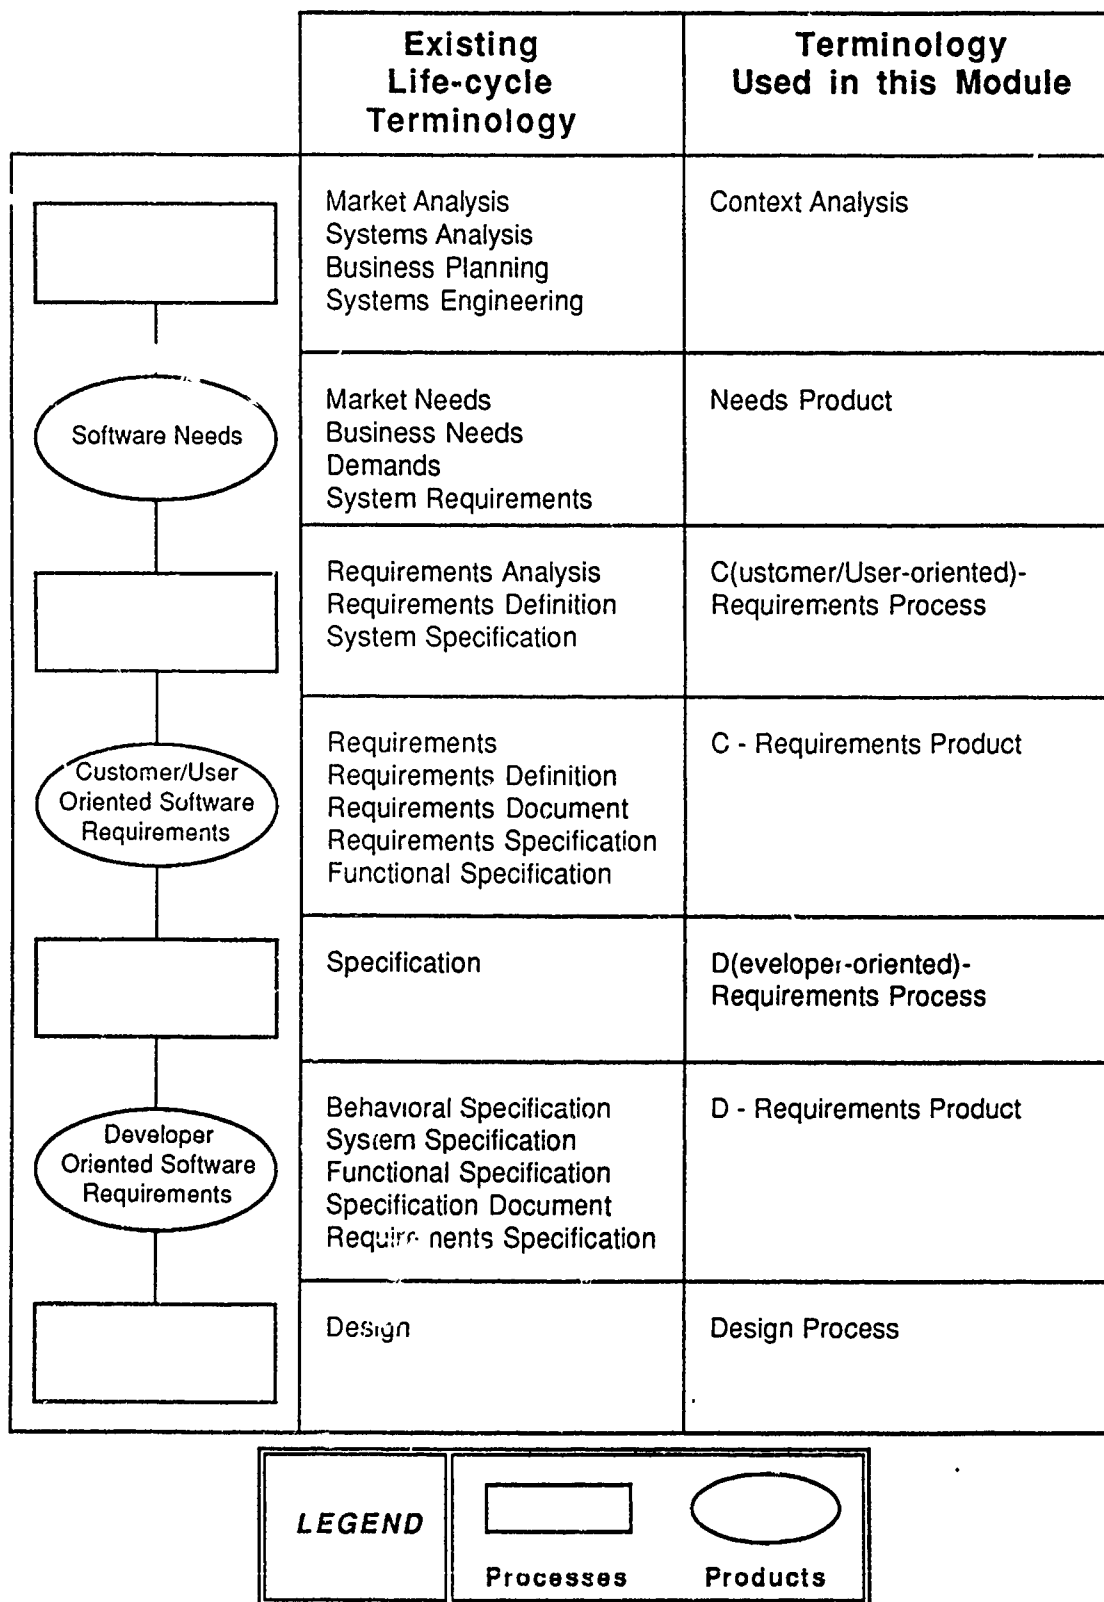 Existing
Life-cycle
Terminology
Terminology
Used in this Module
Market Analysis
Systems Analysis
Business Planning
Systems Engineering
Context Analysis
Software Needs
Market Needs
Business Needs
Demands
System Requirements
Needs Product
Requirements Analysis
Requirements Definition
System Specification
C(ustomer/User-oriented)-
Requirements Process
Customer/User
Oriented Software
Requirements
Requirements
Requirements Definition
Requirements Document
Requirements Specification
Functional Specification
C - Requirements Product
Specification
D(eveloper-oriented)-
Requirements Process
Developer
Oriented Software
Requirements
Behavioral Specification
System Specification
Functional Specification
Specification Document
Requirements Specification
D - Requirements Product
Design
Design Process
LEGEND
Processes
Products